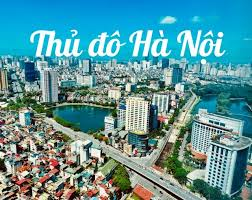 Thủ đô Hà Nội